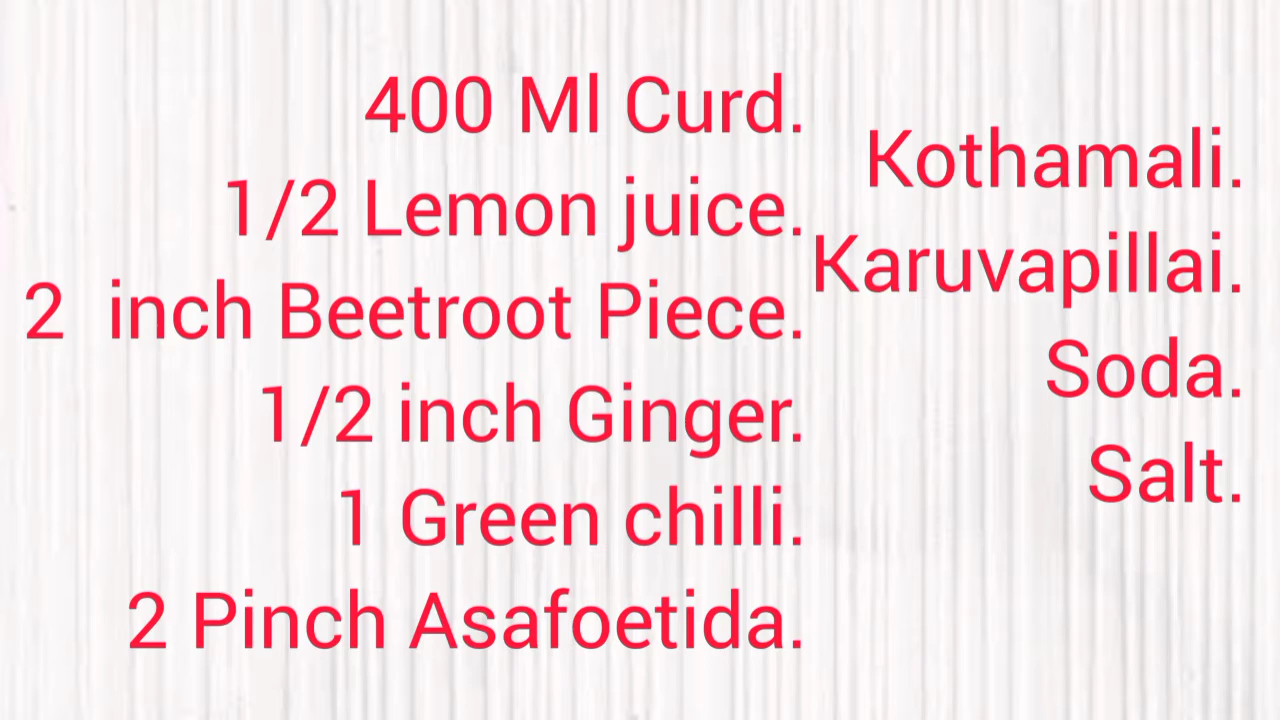 400 Ml Curd.
1/2 Lemon juice.
2 inch Beetroot Piece.
1/2 inch Ginger.
1 Green chilli.
2 Pinch Asafoetida.
Kothamali.
Karuvapillai.
Soda.
Salt.